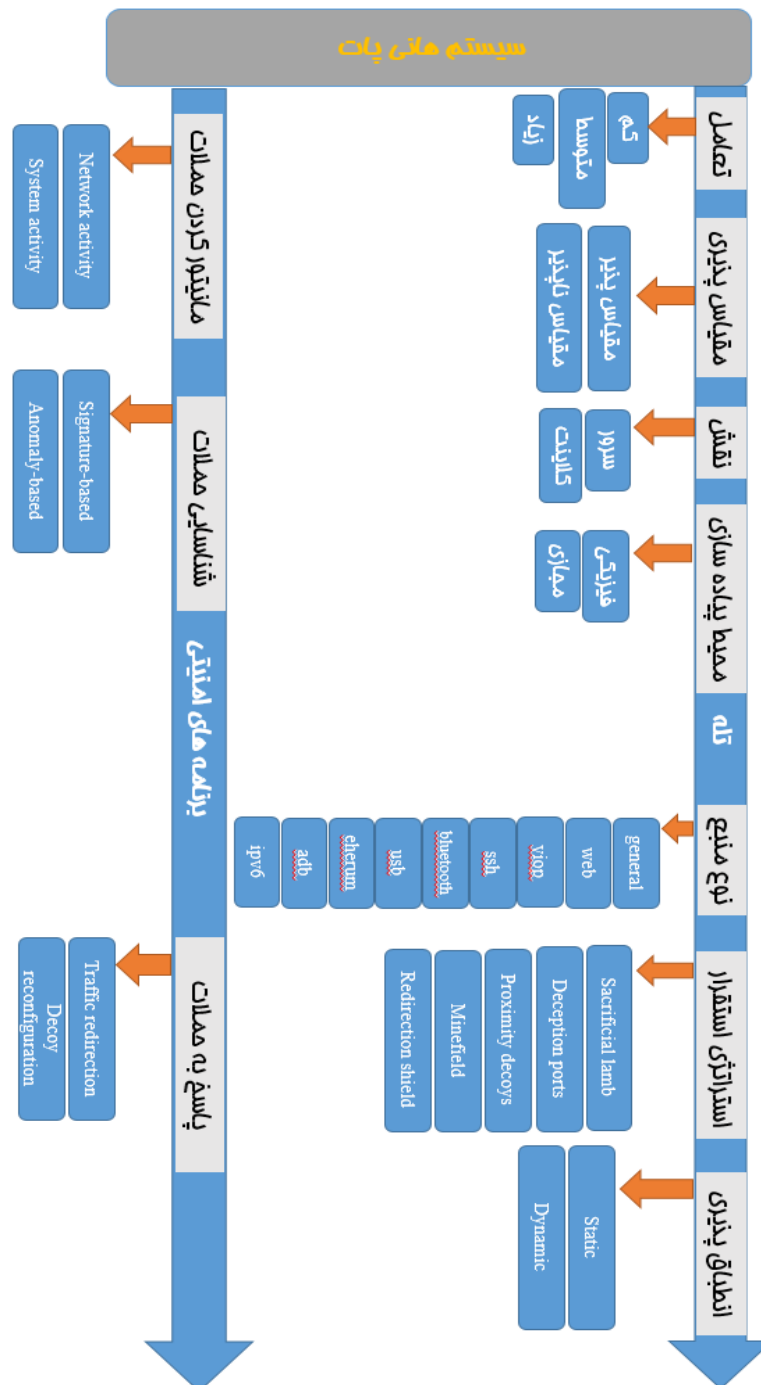 سیستم هانی پات
تعامل
کم
متوسط
زیاد
مقیاس پذیری
مقیاس پذیر
مقیاس ناپذیر
نقش
سرور
کلاینت
محیط پیاده سازی
فیزیکی
مجازی
تله
نوع منبع
general
web
viop
ssh
bluetooth
usb
eherum
adb
ipv6
استراتژی استقرار
Sacrificial lamb
Deception ports
Proximity decoys
Minefield
Redirection shield
انطباق پذیری
Static
Dynamic
مانیتور کردن حملات
Network activity
System activity
شناسایی حملات
Signature-based
Anomaly-based
برنامه های امنیتی
پاسخ به حملات
Traffic redirection
Decoy
reconfiguration